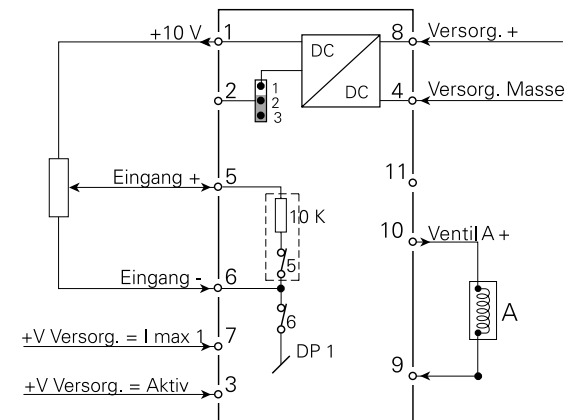 +10 V
1
8
Versorg. +
DC
DC
1
2
3
2
4
Versorg. Masse
Eingang +
5
11
10 K
10
Ventil A +
5
Eingang -
6
A
6
+V Versorg. = I max 1
7
DP 1
9
+V Versorg. = Aktiv
3